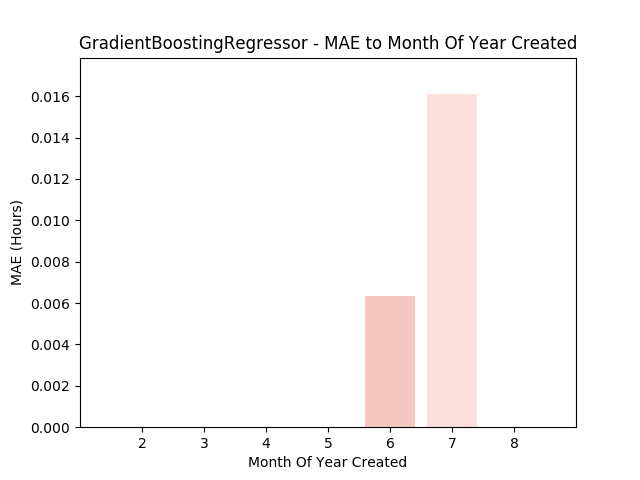 GradientBoostingRegressor - MAE to Month Of Year Created
MAE (Hours)
0.016
0.014
0.012
0.010
0.008
0.006
0.004
0.002
0.000
2 3 4 5 6 7 8
Month Of Year Created